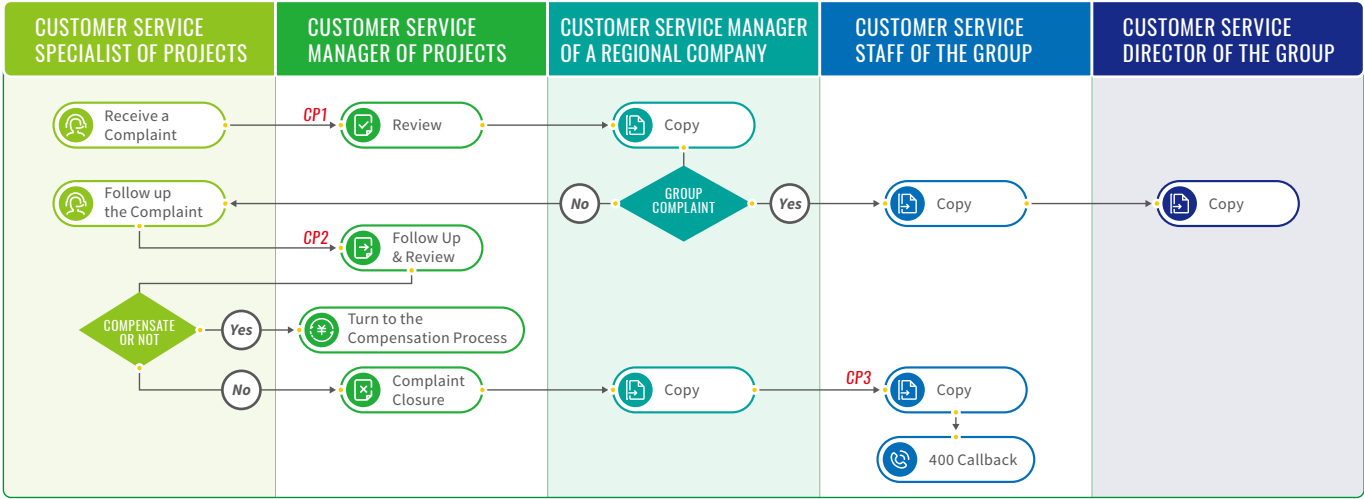 CUSTOMER SERVICE
SPECIALIST OF PROJECTS
CUSTOMER SERVICE
MANAGER OF PROJECTS
CUSTOMER SERVICE MANAGER
OF A REGIONAL COMPANY
CUSTOMER SERVICE
STAFF OF THE GROUP
CUSTOMER SERVICE
DIRECTOR OF THE GROUP
Receive a
Complaint
CP1
Review
Copy
Follow up
the Complaint
No
GROUP
COMPLAINT
Yes
Copy
Copy
CP2
Follow Up
& Review
COMPENSATE
OR NOT
Yes
Turn to the
Compensation Process
No
Complaint
Closure
Copy
CP3
Copy
400 Callback